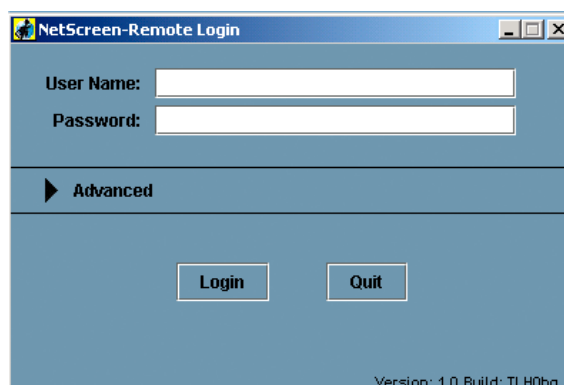 NetScreen-Remote Login
User Name:
Password:
Advanced
Login Quit
Version: 1.0 Build: